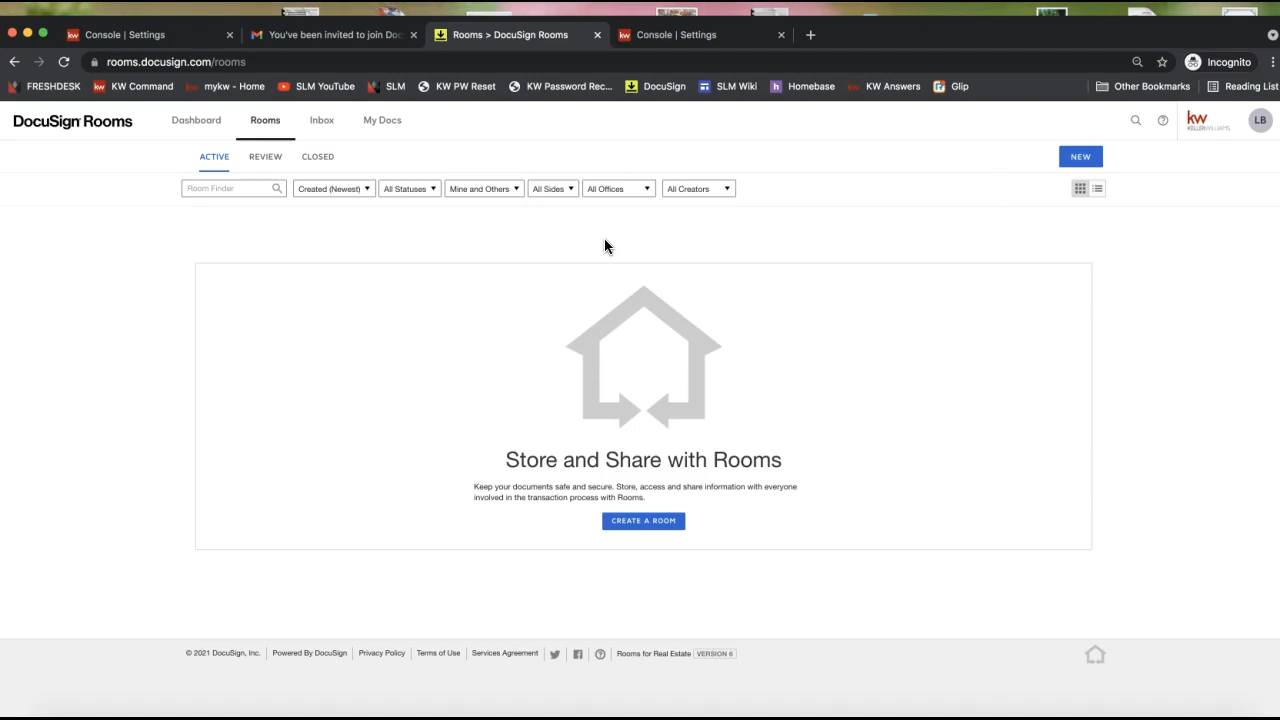 Console | Settings
You've been invited to join Doc
Rooms > DocuSign Rooms
Console | Settings
rooms.docusign.com/rooms
Incognito
FRESHDESK
kw KW Command
mykw - Home
SLM YouTube
SLM
KW PW Reset
KW Password Rec...
DocuSign
SLM Wiki
h Homebase
KW Answers
Glip
Other Bookmarks
Reading List
DocuSign Rooms
Dashboard
Rooms
Inbox
My Docs
kw
KELLERWILLIAMS
LB
ACTIVE
REVIEW
CLOSED
NEW
Room Finder
Created (Newest)
All Statuses
Mine and Others
All Sides
All Offices
All Creators
Store and Share with Rooms
Keep your documents safe and secure. Store, access and share information with everyone
involved in the transaction process with Rooms.
CREATE A ROOM
© 2021 DocuSign, Inc.
Powered By DocuSign
Privacy Policy
Terms of Use
Services Agreement
Rooms for Real Estate
VERSION 6